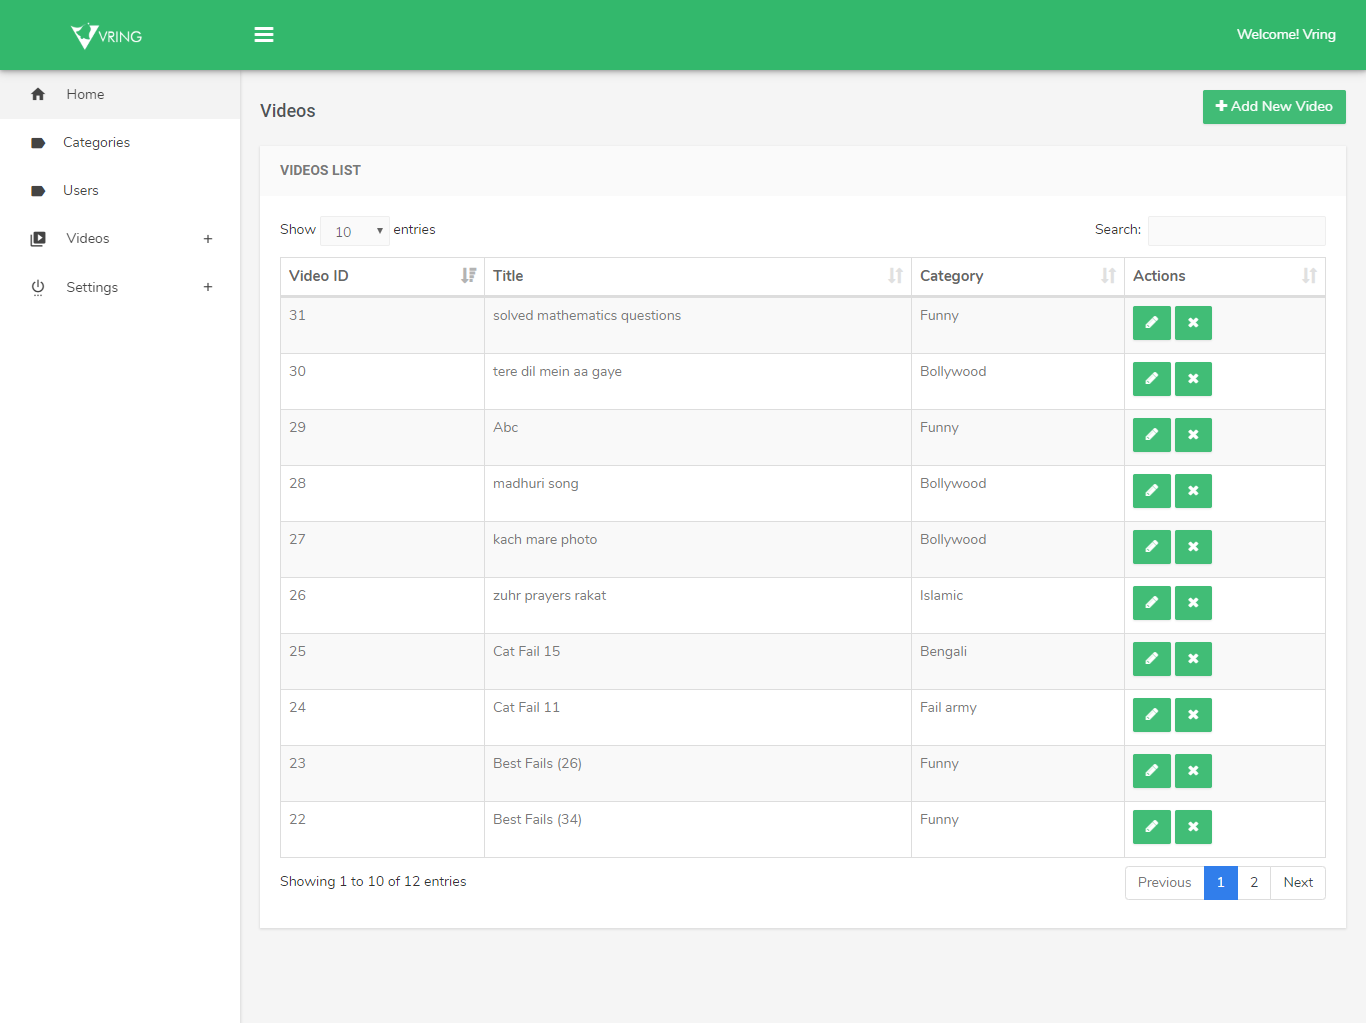 VRING
Welcome! Vring
Home
Categories
Users
Videos +
Settings +
Videos
Add New Video
VIDEOS LIST
Show 10 entries
Search:
Video ID Title Category Actions
31 solved mathematics questions Funny
30 tere dil mein aa gaye Bollywood
29 Abc Funny
28 madhuri song Bollywood
27 kach mare photo Bollywood
26 zuhr prayers rakat Islamic
25 Cat Fail 15 Bengali
24 Cat Fail 11 Fail army
23 Best Fails (26) Funny
22 Best Fails (34) Funny
Showing 1 to 10 of 12 entries
Previous 1 2 Next